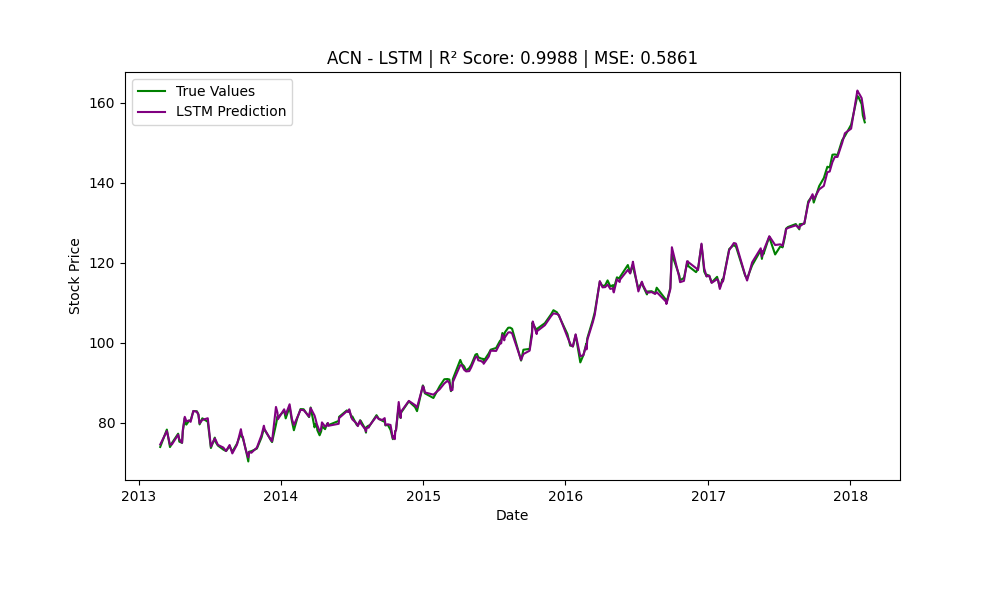 ACN - LSTM | R² Score: 0.9988 | MSE: 0.5861
True Values
LSTM Prediction
160
140
120
100
80
Stock Price
2013 2014 2015 2016 2017 2018
Date